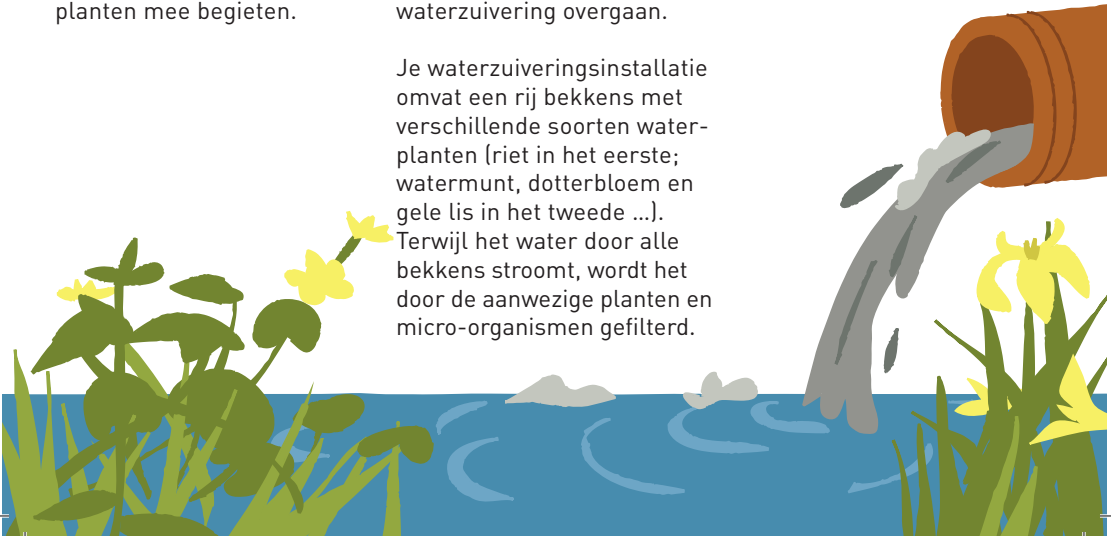 planten mee begieten.
waterzuivering overgaan.
Je waterzuiveringsinstallatie
omvat een rij bekkens met
verschillende soorten water-
planten (riet in het eerste;
watermunt, dotterbloem en
gele lis in het tweede ...).
Terwijl het water door alle
bekkens stroomt, wordt het
door de aanwezige planten en
micro-organismen gefilterd.